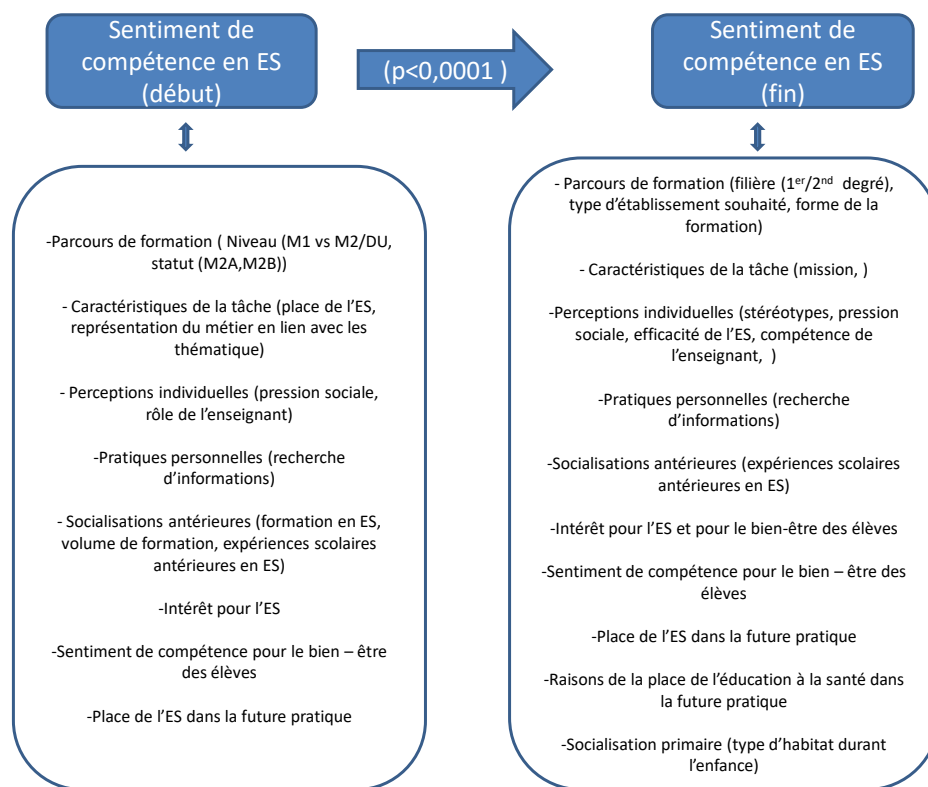 Sentiment de
compétence en ES
(début)
(p<0,0001 )
Sentiment de
compétence en ES
(fin)
-Parcours de formation ( Niveau (M1 vs M2/DU,
statut (M2A,M2B))
- Caractéristiques de la tâche (place de l’ES,
représentation du métier en lien avec les
thématique)
- Perceptions individuelles (pression sociale,
rôle de l’enseignant)
-Pratiques personnelles (recherche
d’informations)
- Socialisations antérieures (formation en ES,
volume de formation, expériences scolaires
antérieures en ES)
-Intérêt pour l’ES
-Sentiment de compétence pour le bien – être
des élèves
-Place de l’ES dans la future pratique
- Parcours de formation (filière (1er/2nd degré),
type d’établissement souhaité, forme de la
formation)
- Caractéristiques de la tâche (mission, )
-Perceptions individuelles (stéréotypes, pression
sociale, efficacité de l’ES, compétence de
l’enseignant, )
-Pratiques personnelles (recherche
d’informations)
-Socialisations antérieures (expériences scolaires
antérieures en ES)
-Intérêt pour l’ES et pour le bien-être des élèves
-Sentiment de compétence pour le bien – être des
élèves
-Place de l’ES dans la future pratique
-Raisons de la place de l’éducation à la santé dans
la future pratique
-Socialisation primaire (type d’habitat durant
l’enfance)